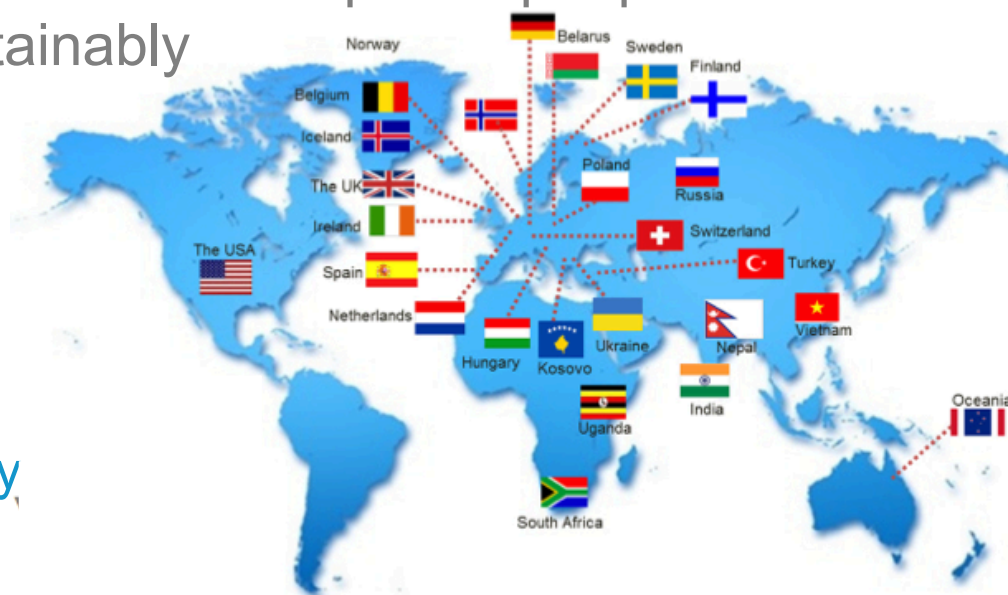 tainably
Belarus
Norway
Sweden
Finland
Belgium
Iceland
Poland
The UK
Russia
Ireland
Switzerland
The USA
Spain
Turkey
Netherlands
Vietnam
Ukraine
Nepal
Hungary
Kosovo
Oceania
India
Uganda
South Africa
y